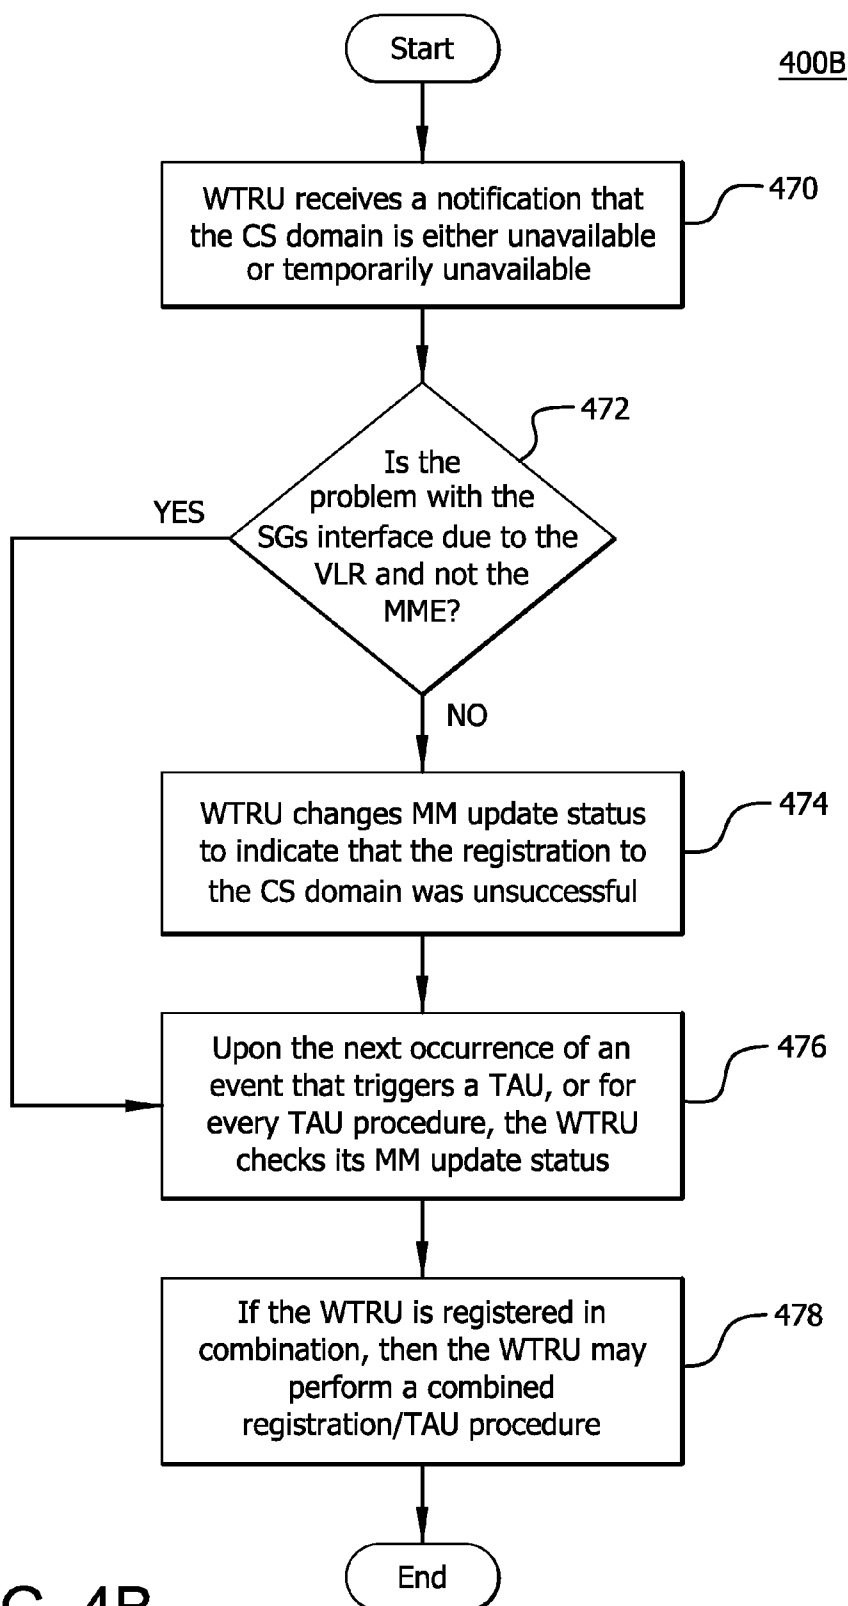 Start
400B
WTRU receives a notification that
the CS domain is either unavailable
or temporarily unavailable
470
472
Is the
problem with the
SGs interface due to the
VLR and not the
MME?
YES
NO
WTRU changes MM update status
to indicate that the registration to
the CS domain was unsuccessful
474
Upon the next occurrence of an
event that triggers a TAU, or for
every TAU procedure, the WTRU
checks its MM update status
476
If the WTRU is registered in
combination, then the WTRU may
perform a combined
registration/TAU procedure
478
End
4B